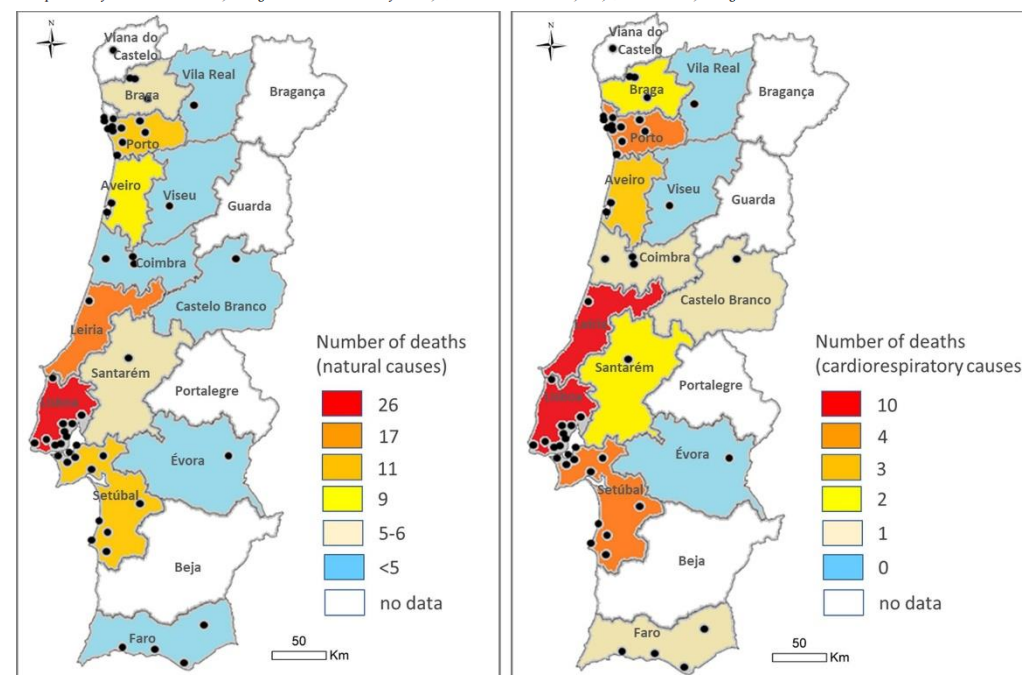 N
Viana do
Castelo
Vila Real
Bragança
Braga
Porto
Aveiro
Viseu
Guarda
Coimbra
Castelo Branco
Leiria
Santarém
Portalegre
Lisboa
Évora
Setúbal
Beja
Faro
Number of deaths
(natural causes)
26
17
11
9
5-6
<5
no data
50
Km
N
Viana do
Castelo
Vila Real
Bragança
Braga
Porto
Aveiro
Viseu
Guarda
Coimbra
Castelo Branco
Santarém
Portalegre
Lisboa
Évora
Setúbal
Beja
Faro
Number of deaths
(cardiorespiratory causes
10
4
3
2
1
0
no data
50
Km